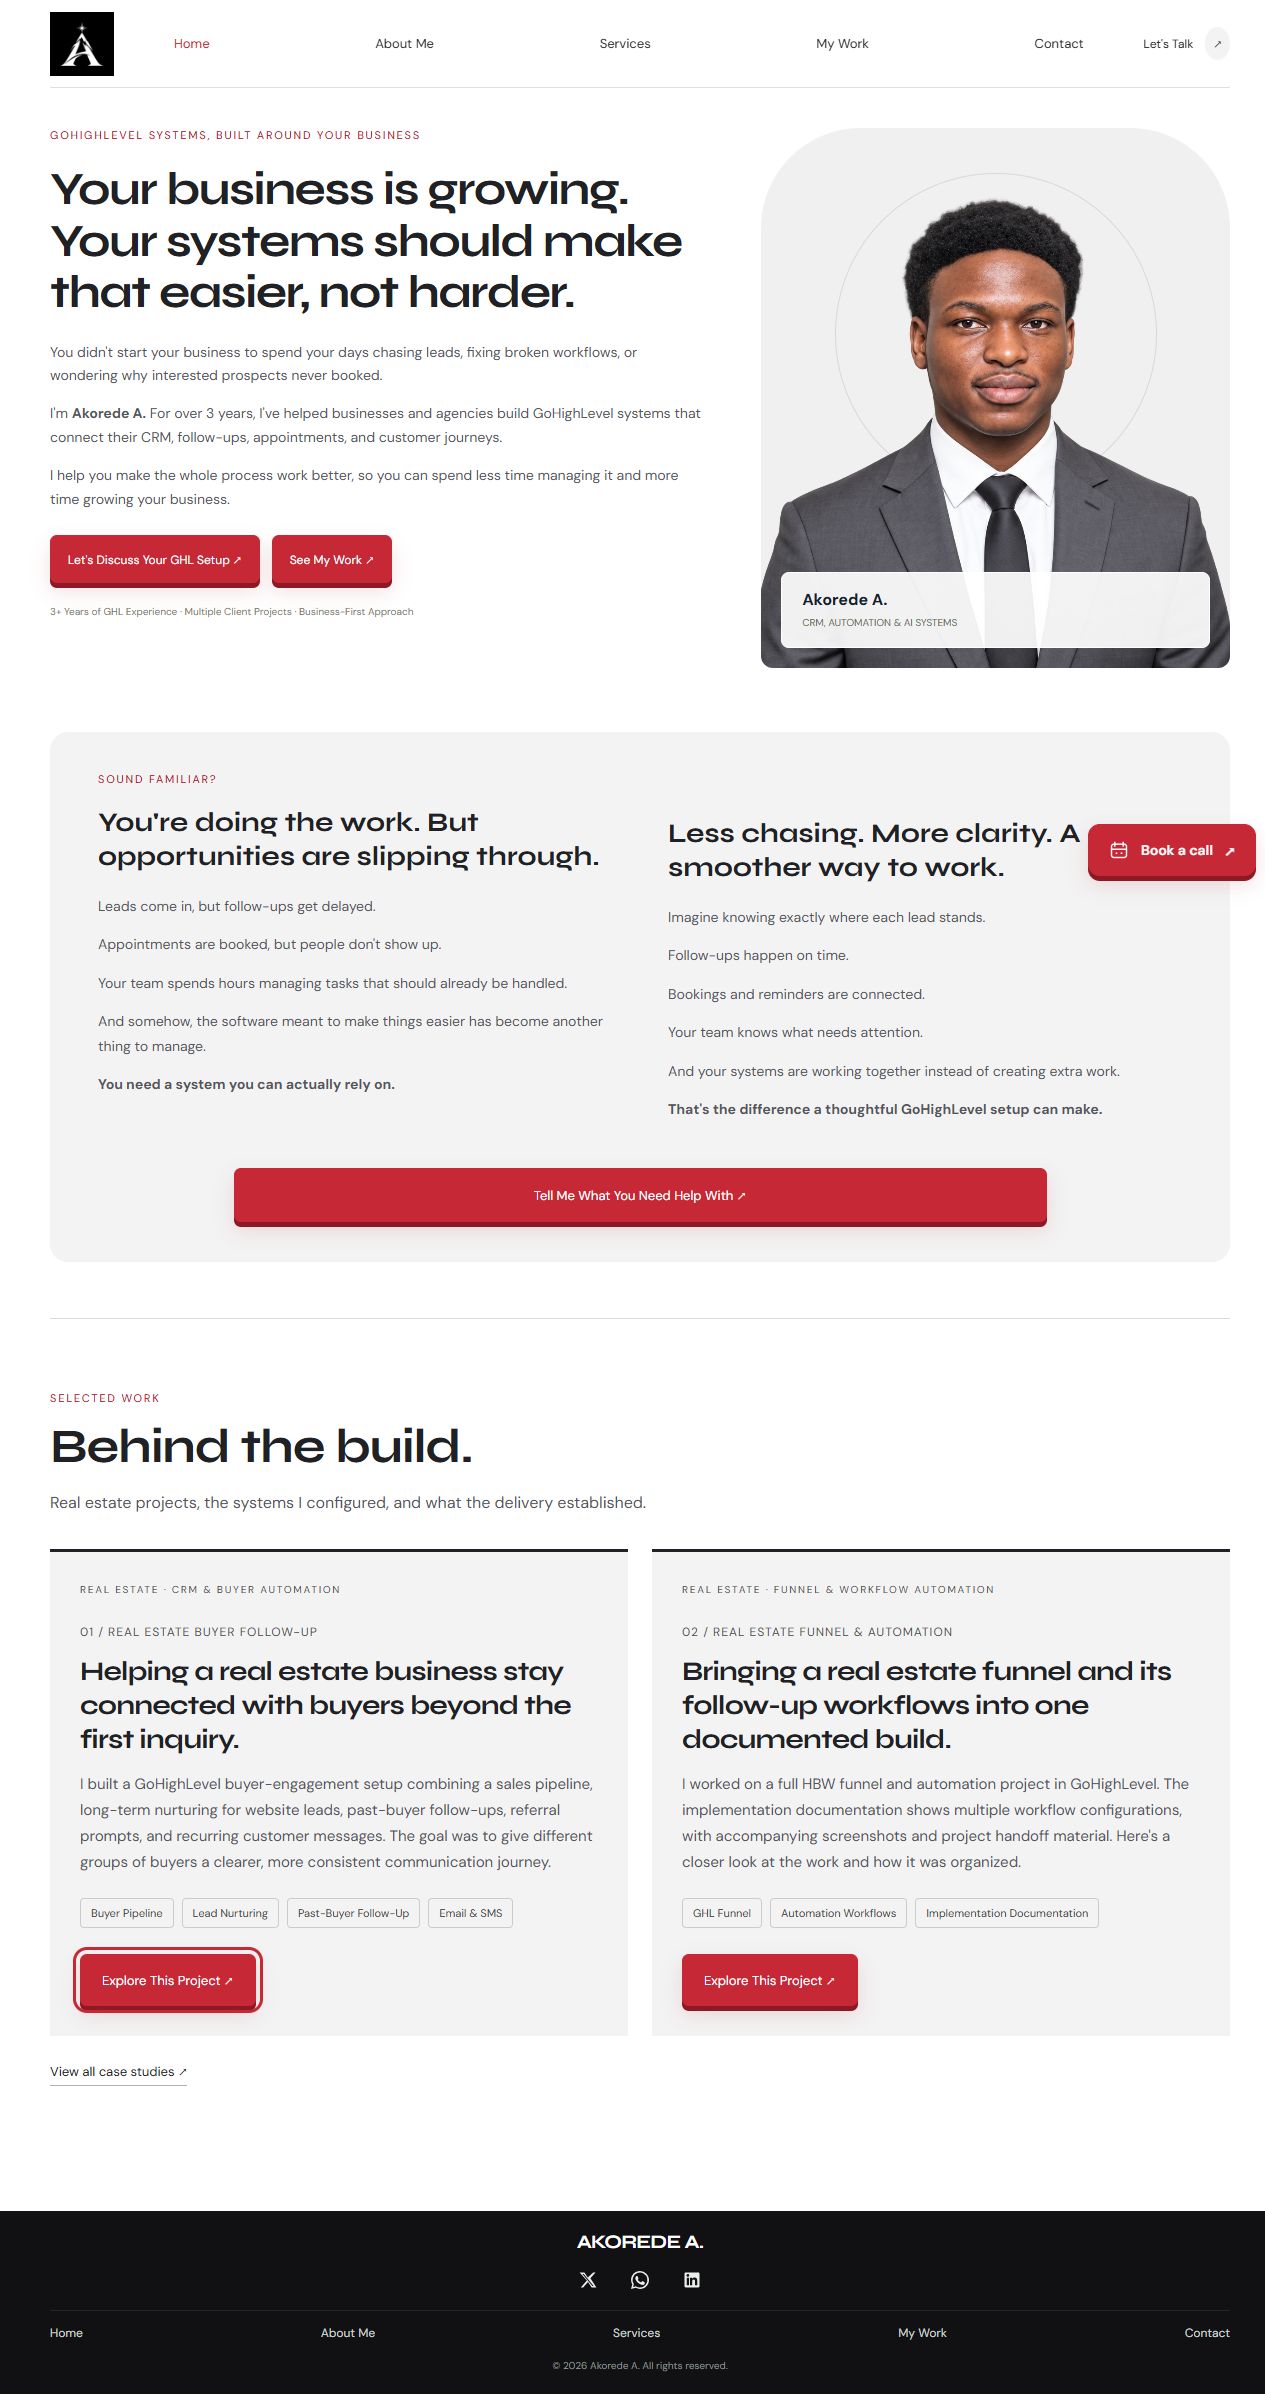 Home
About Me
Services
My Work
Contact
Let's Talk ↗
GOHIGHLEVEL SYSTEMS, BUILT AROUND YOUR BUSINESS
Your business is growing.
Your systems should make
that easier, not harder.
You didn't start your business to spend your days chasing leads, fixing broken workflows, or
wondering why interested prospects never booked.
I'm Akorede A. For over 3 years, I've helped businesses and agencies build GoHighLevel systems that
connect their CRM, follow-ups, appointments, and customer journeys.
I help you make the whole process work better, so you can spend less time managing it and more
time growing your business.
Let's Discuss Your GHL Setup ↗
See My Work ↗
3+ Years of GHL Experience · Multiple Client Projects · Business-First Approach
Akorede A.
CRM, AUTOMATION & AI SYSTEMS
SOUND FAMILIAR?
You're doing the work. But
opportunities are slipping through.
Leads come in, but follow-ups get delayed.
Appointments are booked, but people don't show up.
Your team spends hours managing tasks that should already be handled.
And somehow, the software meant to make things easier has become another
thing to manage.
You need a system you can actually rely on.
Less chasing. More clarity. A
smoother way to work.
Imagine knowing exactly where each lead stands.
Follow-ups happen on time.
Bookings and reminders are connected.
Your team knows what needs attention.
And your systems are working together instead of creating extra work.
That's the difference a thoughtful GoHighLevel setup can make.
Book a call ↗
Tell Me What You Need Help With ↗
SELECTED WORK
Behind the build.
Real estate projects, the systems I configured, and what the delivery established.
REAL ESTATE · CRM & BUYER AUTOMATION
01 / REAL ESTATE BUYER FOLLOW-UP
Helping a real estate business stay
connected with buyers beyond the
first inquiry.
I built a GoHighLevel buyer-engagement setup combining a sales pipeline,
long-term nurturing for website leads, past-buyer follow-ups, referral
prompts, and recurring customer messages. The goal was to give different
groups of buyers a clearer, more consistent communication journey.
Buyer Pipeline
Lead Nurturing
Past-Buyer Follow-Up
Email & SMS
Explore This Project ↗
REAL ESTATE · FUNNEL & WORKFLOW AUTOMATION
02 / REAL ESTATE FUNNEL & AUTOMATION
Bringing a real estate funnel and its
follow-up workflows into one
documented build.
I worked on a full HBW funnel and automation project in GoHighLevel. The
implementation documentation shows multiple workflow configurations,
with accompanying screenshots and project handoff material. Here's a
closer look at the work and how it was organized.
GHL Funnel
Automation Workflows
Implementation Documentation
Explore This Project ↗
View all case studies ↗
AKOREDE A.
Home
About Me
Services
My Work
Contact
© 2026 Akorede A. All rights reserved.